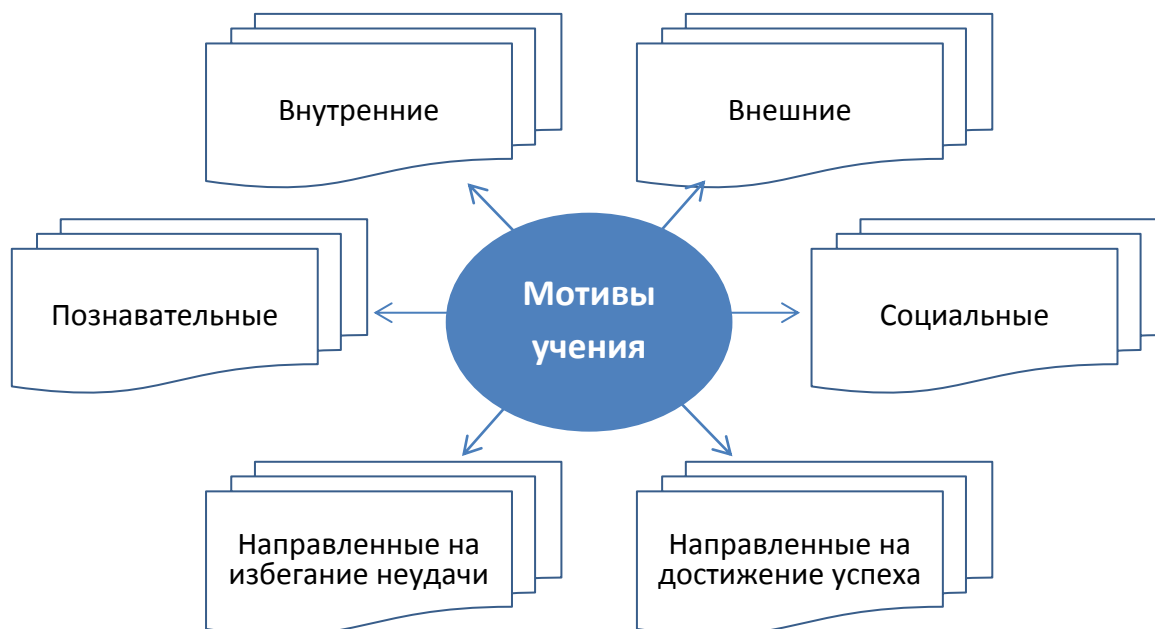 Внутренние
Внешние
Познавательные
Мотивы
учения
Социальные
Направленные на
избегание неудачи
Направленные на
достижение успеха